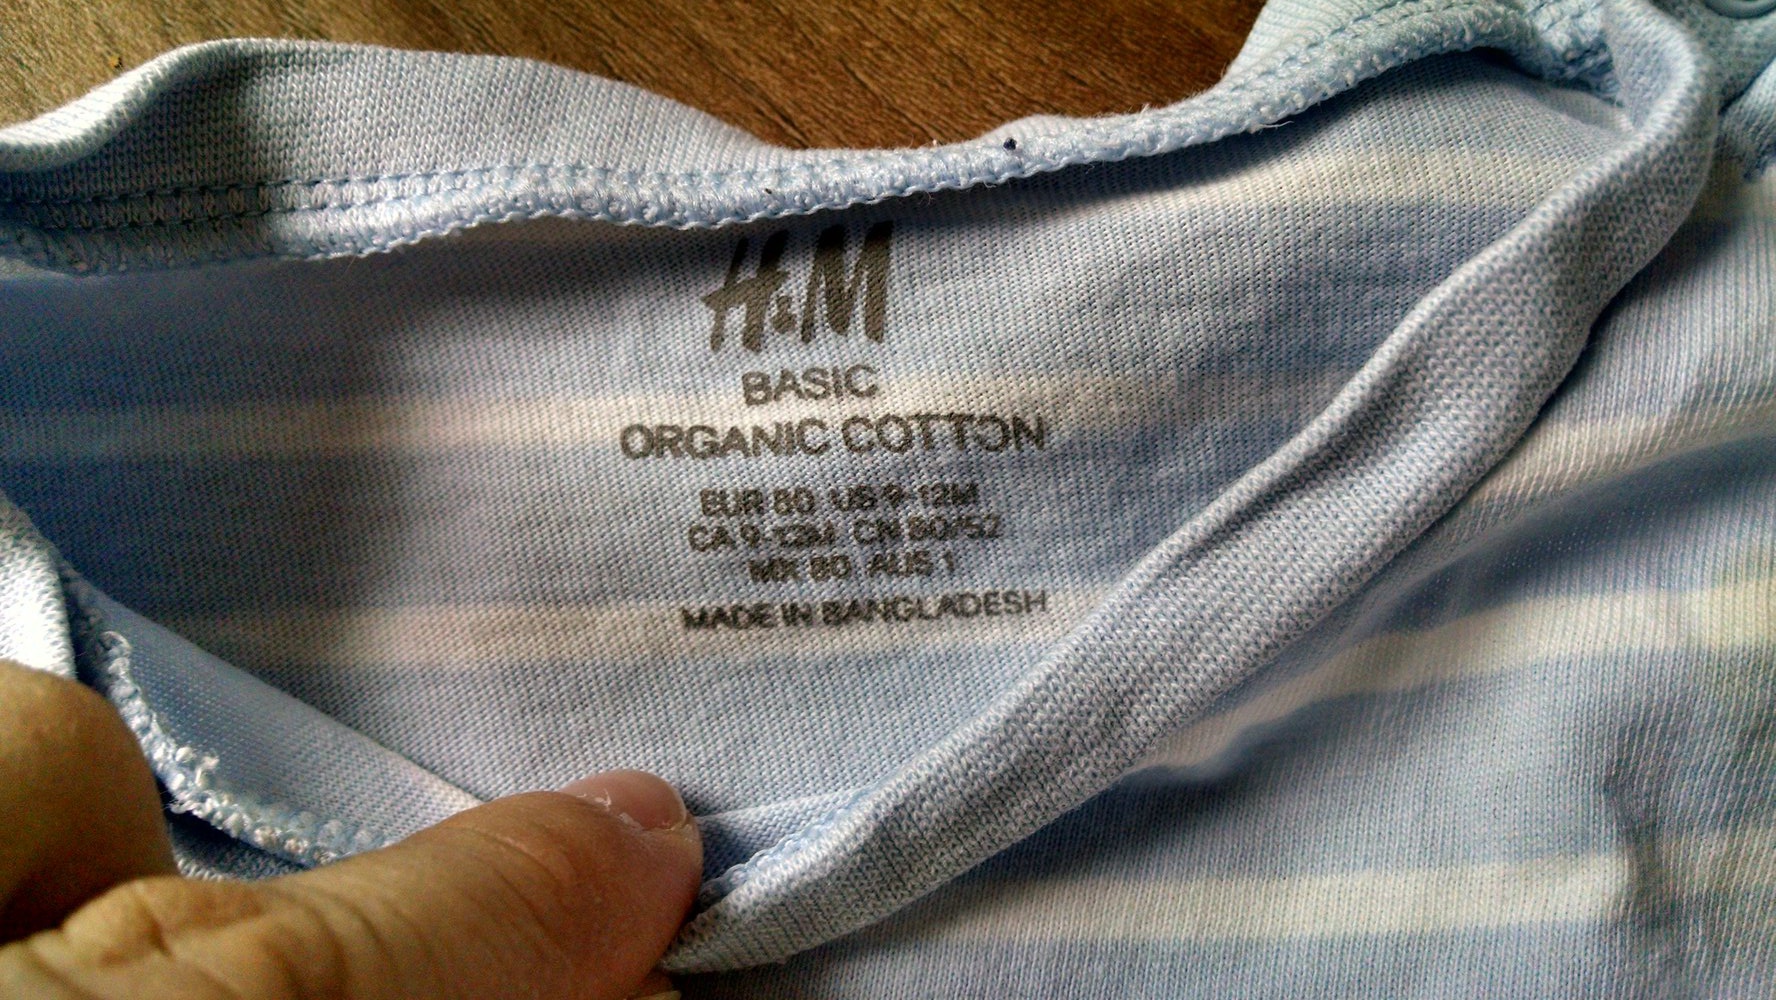 H&M
BASIC
ORGANIC COTTON
EUR 80 US 9-12M
CA 9-12M CN 80/52
MX 80 AUS 1
MADE IN BANGLADESH